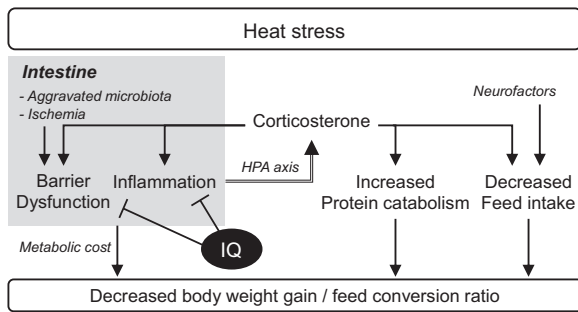 Heat stress
Intestine
- Aggravated microbiota
- Ischemia
Neurofactors
Corticosterone
HPA axis
Barrier
Dysfunction
Inflammation
Increased
Protein catabolism
Decreased
Feed intake
Metabolic cost
IQ
Decreased body weight gain / feed conversion ratio